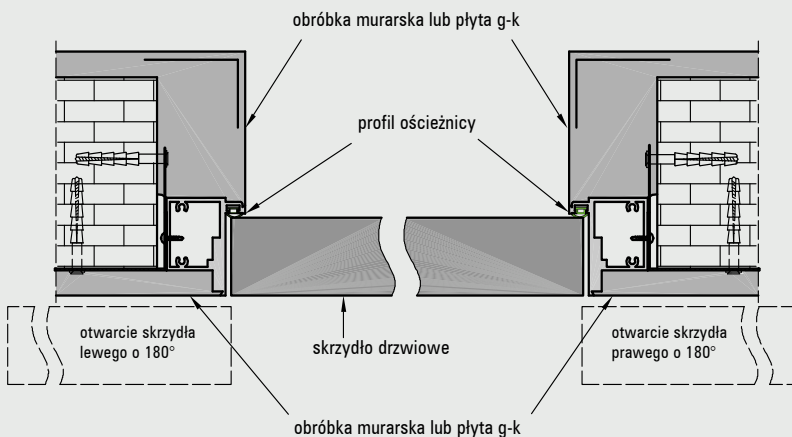 obróbka murarska lub płyta g-k
profil ościeżnicy
otwarcie skrzydła
lewego o 180°
skrzydło drzwiowe
otwarcie skrzydła
prawego o 180°
obróbka murarska lub płyta g-k